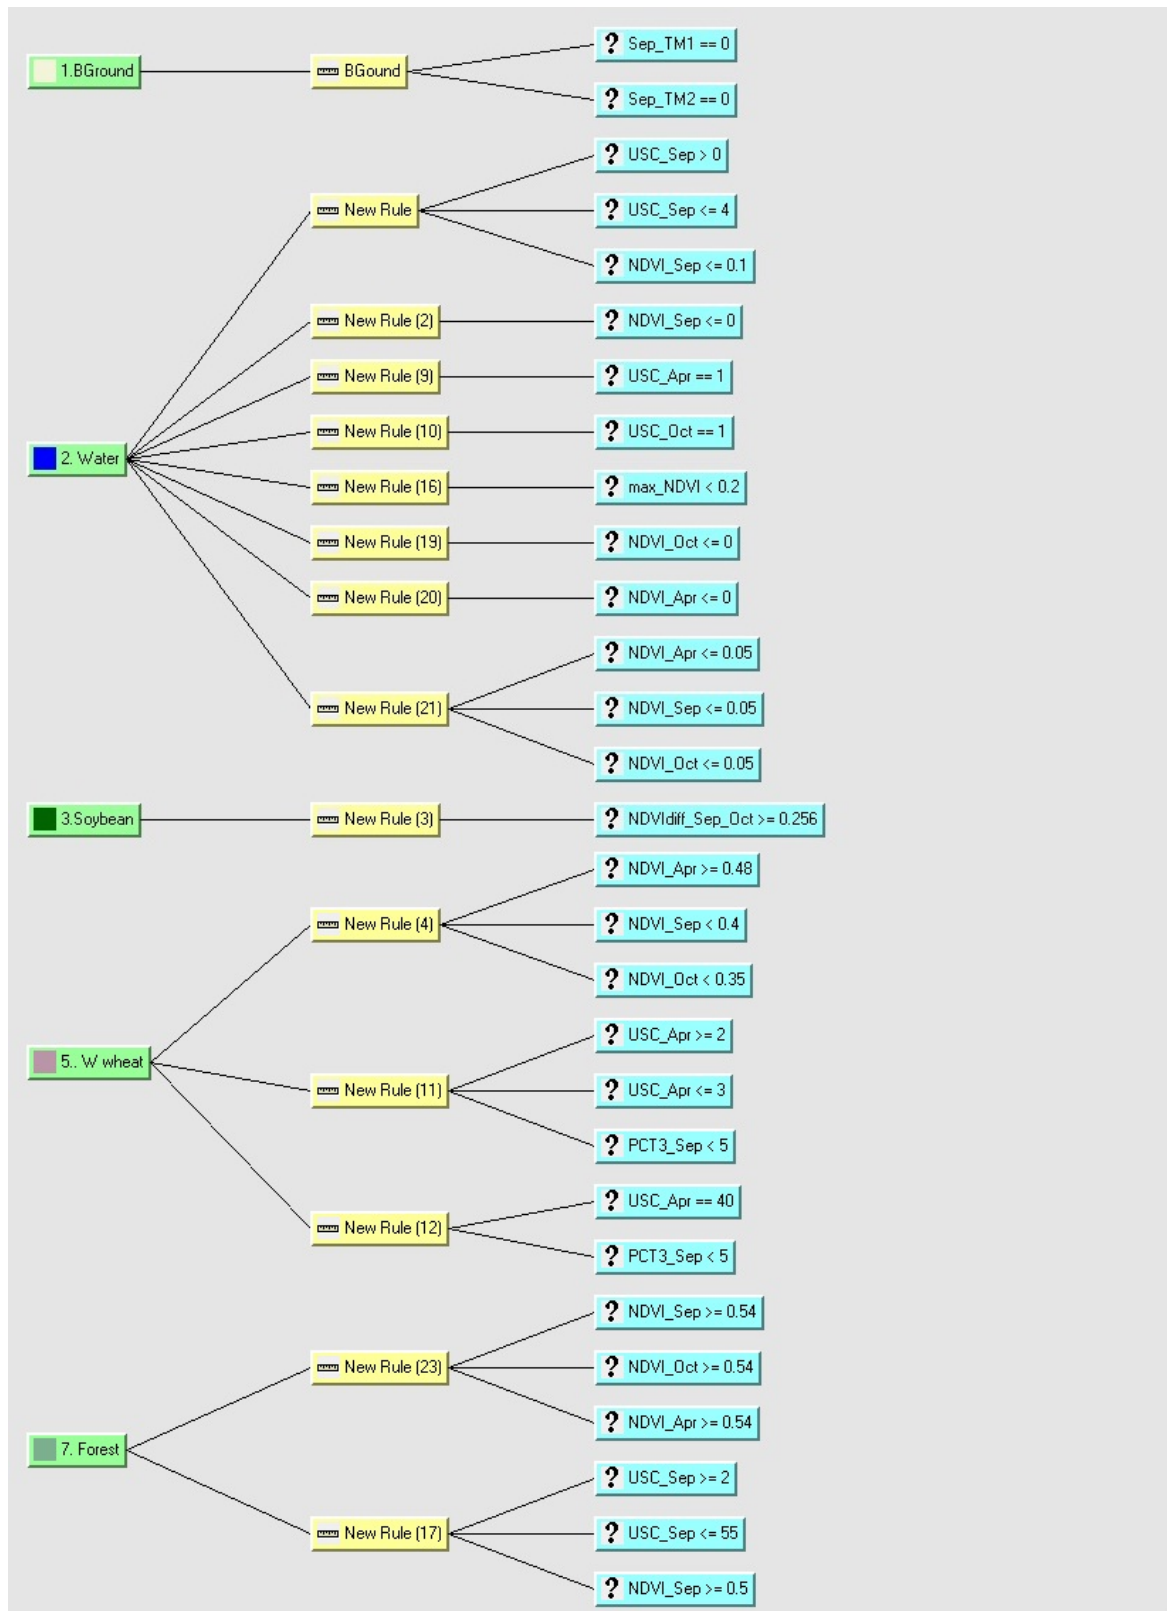 Sep_TM1 == 0
1.BGround
BGound
Sep_TM2 == 0
USC_Sep > 0
New Rule
USC_Sep <= 4
NDVI_Sep <= 0.1
New Rule (2)
NDVI_Sep <= 0
New Rule (9)
USC_Apr == 1
New Rule (10)
USC_Oct == 1
2. Water
New Rule (16)
max_NDVI < 0.2
New Rule (19)
NDVI_Oct <= 0
New Rule (20)
NDVI_Apr <= 0
NDVI_Apr <= 0.05
New Rule (21)
NDVI_Sep <= 0.05
NDVI_Oct <= 0.05
3.Soybean
New Rule (3)
NDVIdiff_Sep_Oct >= 0.256
NDVI_Apr >= 0.48
New Rule (4)
NDVI_Sep < 0.4
NDVI_Oct < 0.35
USC_Apr >= 2
5.. W wheat
New Rule (11)
USC_Apr <= 3
PCT3_Sep < 5
USC_Apr == 40
New Rule (12)
PCT3_Sep < 5
NDVI_Sep >= 0.54
New Rule (23)
NDVI_Oct >= 0.54
NDVI_Apr >= 0.54
7. Forest
USC_Sep >= 2
New Rule (17)
USC_Sep <= 55
NDVI_Sep >= 0.5